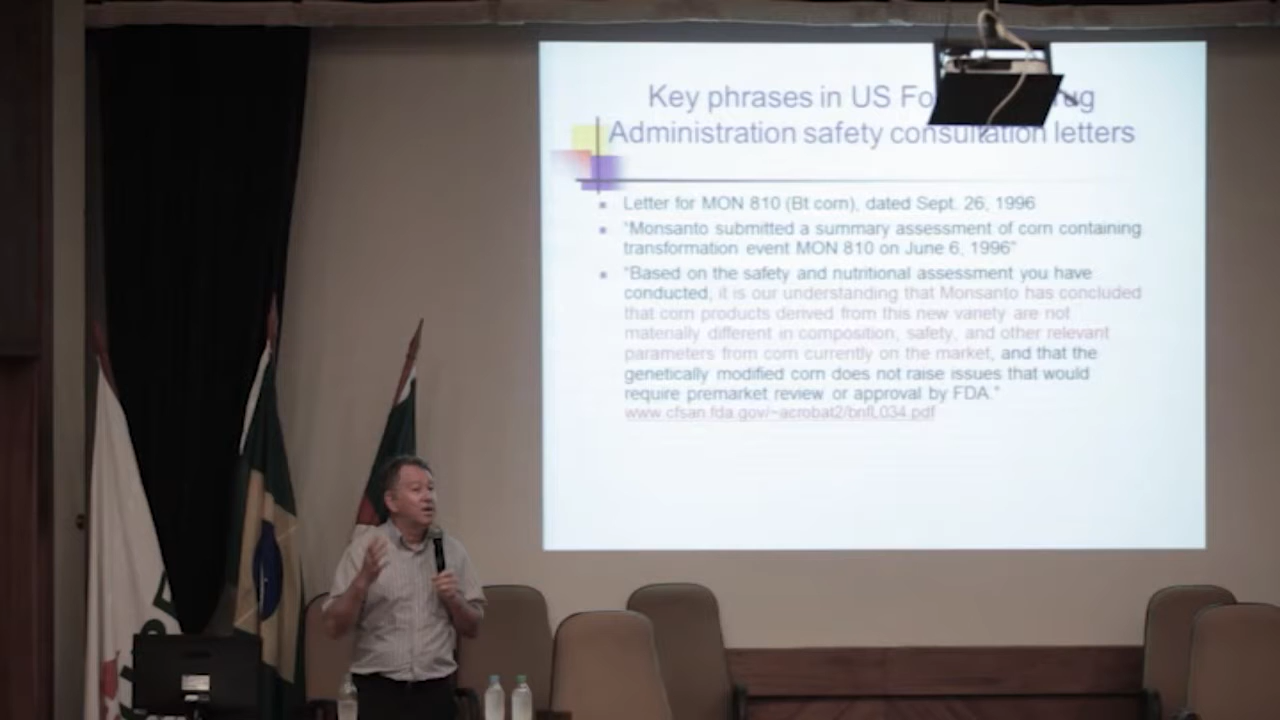 Key phrases in US Fo ug
Administration safety consultation letters
Letter for MON 810 (Bt corn), dated Sept. 26, 1996
"Monsanto submitted a summary assessment of corn containing
transformation event MON 810 on June 6, 1996"
"Based on the safety and nutritional assessment you have
conducted, it is our understanding that Monsanto has concluded
that corn products derived from this new variety are not
materially different in composition, safety, and other relevant
parameters from corn currently on the market, and that the
genetically modified corn does not raise issues that would
require premarket review or approval by FDA."
www.cfsan.fda.gov/~acrobat2/bnfL034.pdf